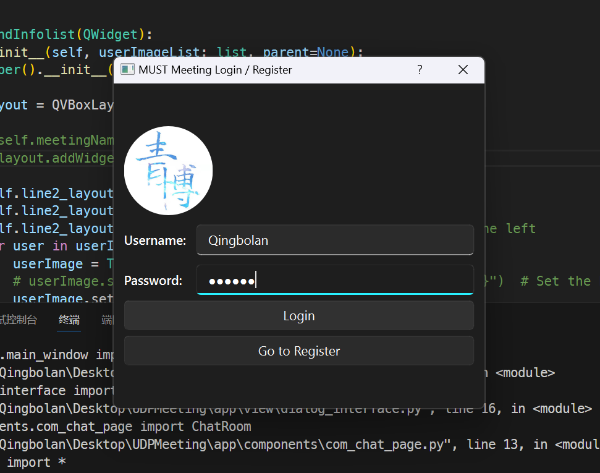 ndInfolist(QWidget):
init__(self, userImageList: list, parent=None):
per().__init__(
MUST Meeting Login / Register
?
yout = QVBoxLay
self.meetingNam
layout.addWidge
青博
lf.line2_layout
lf.line2_layout
lf.line2_layout
he left
Username:
Qingbolan
r user in userI
userImage = T
Password:
●●●●●●
# userImage.s
}") # Set the
userImage.set
试控制台
终端
端
Login
Go to Register
.main_window imp
Qingbolan\Deskto
n <module>
interface import
Qingbolan\Desktop\UDPMeeting\app\view\dialog_interface.py", line 16, in <module>
ents.com_chat_page import ChatRoom
Qingbolan\Desktop\UDPMeeting\app\components\com_chat_page.py", line 13, in <modul
import *